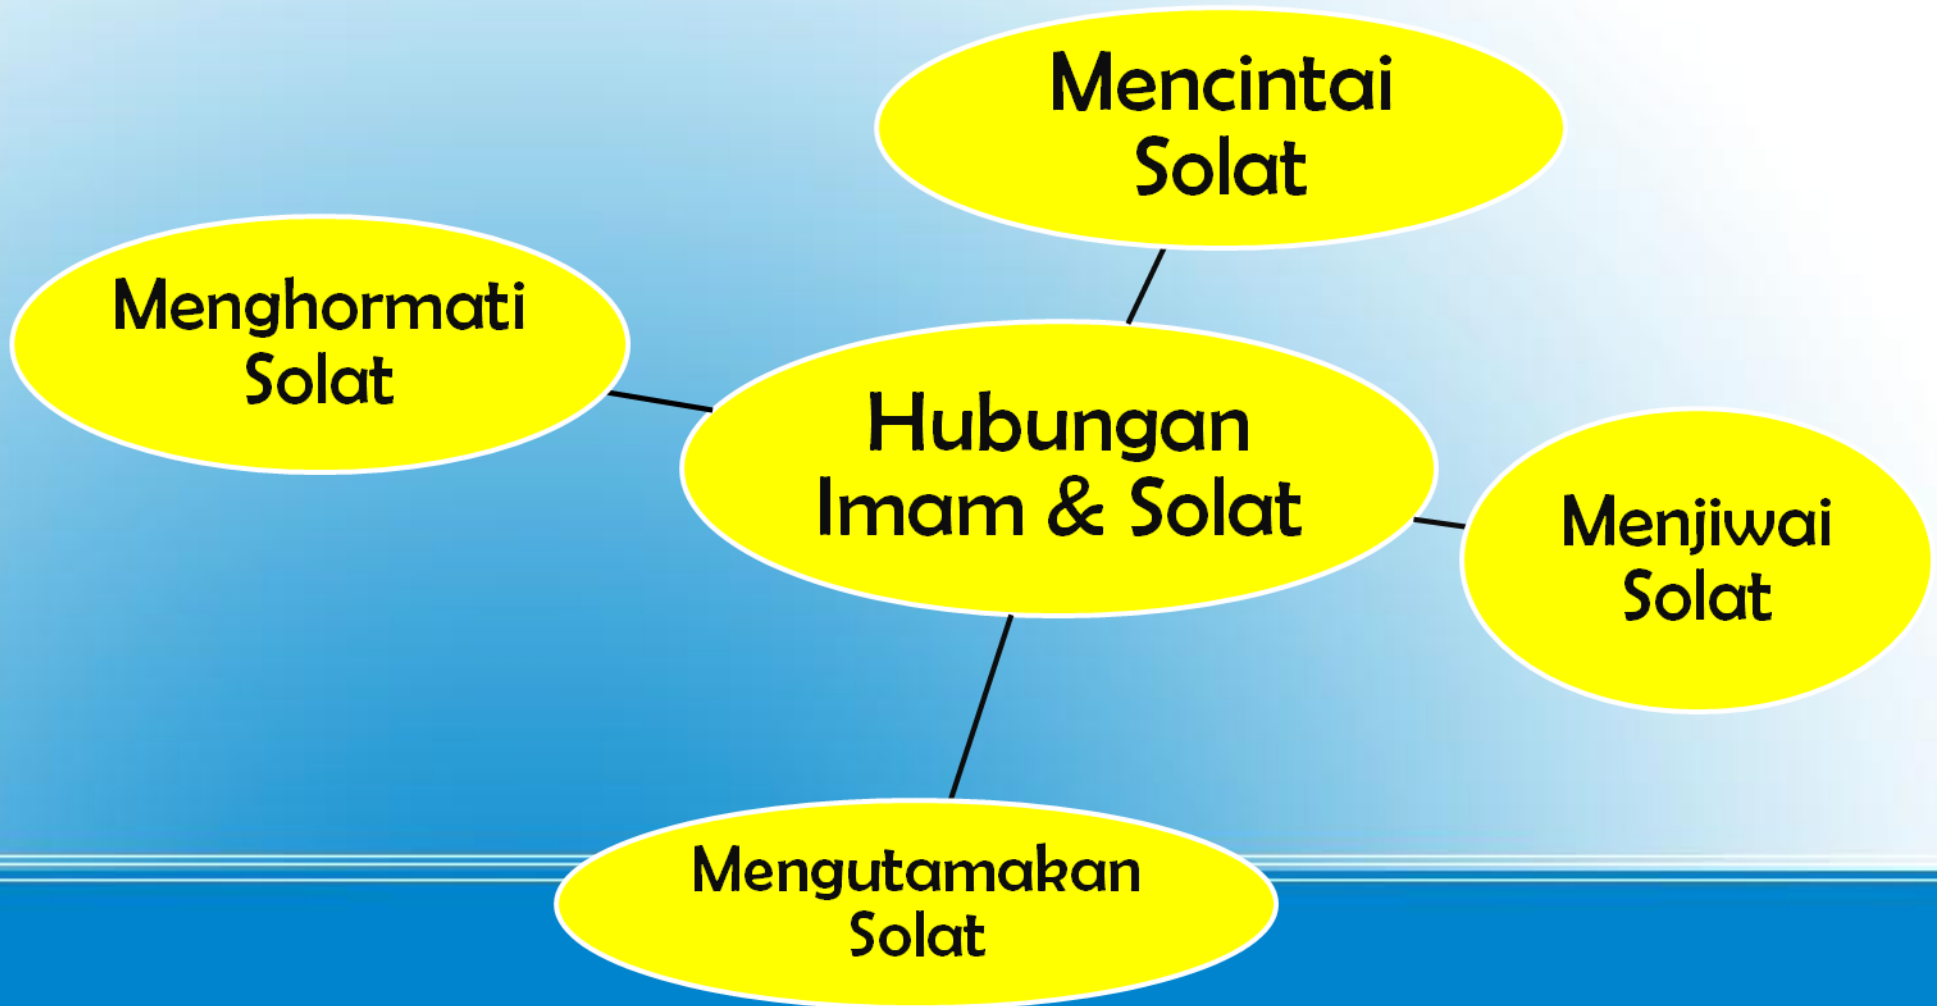 Mencintai
Solat
Menghormati
Solat
Hubungan
Imam & Solat
Menjiwai
Solat
Mengutamakan
Solat